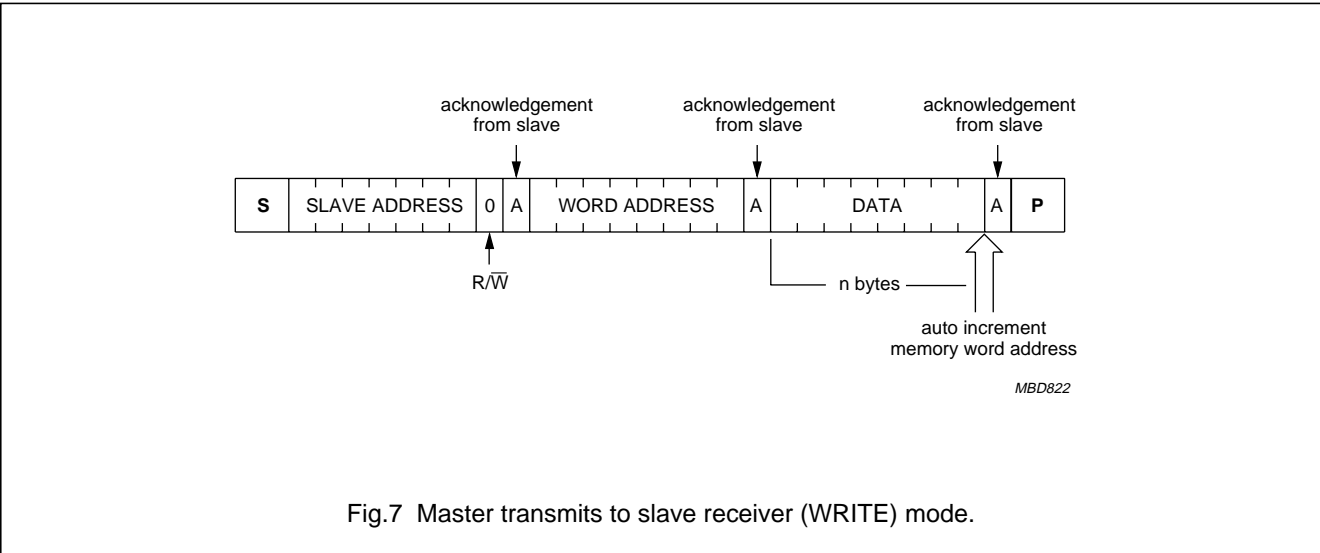 acknowledgement from slave
acknowledgement from slave
acknowledgement from slave
S SLAVE ADDRESS 0 A WORD ADDRESS A DATA A P
R/W̅
n bytes
auto increment
memory word address
MBD822
Fig.7 Master transmits to slave receiver (WRITE) mode.